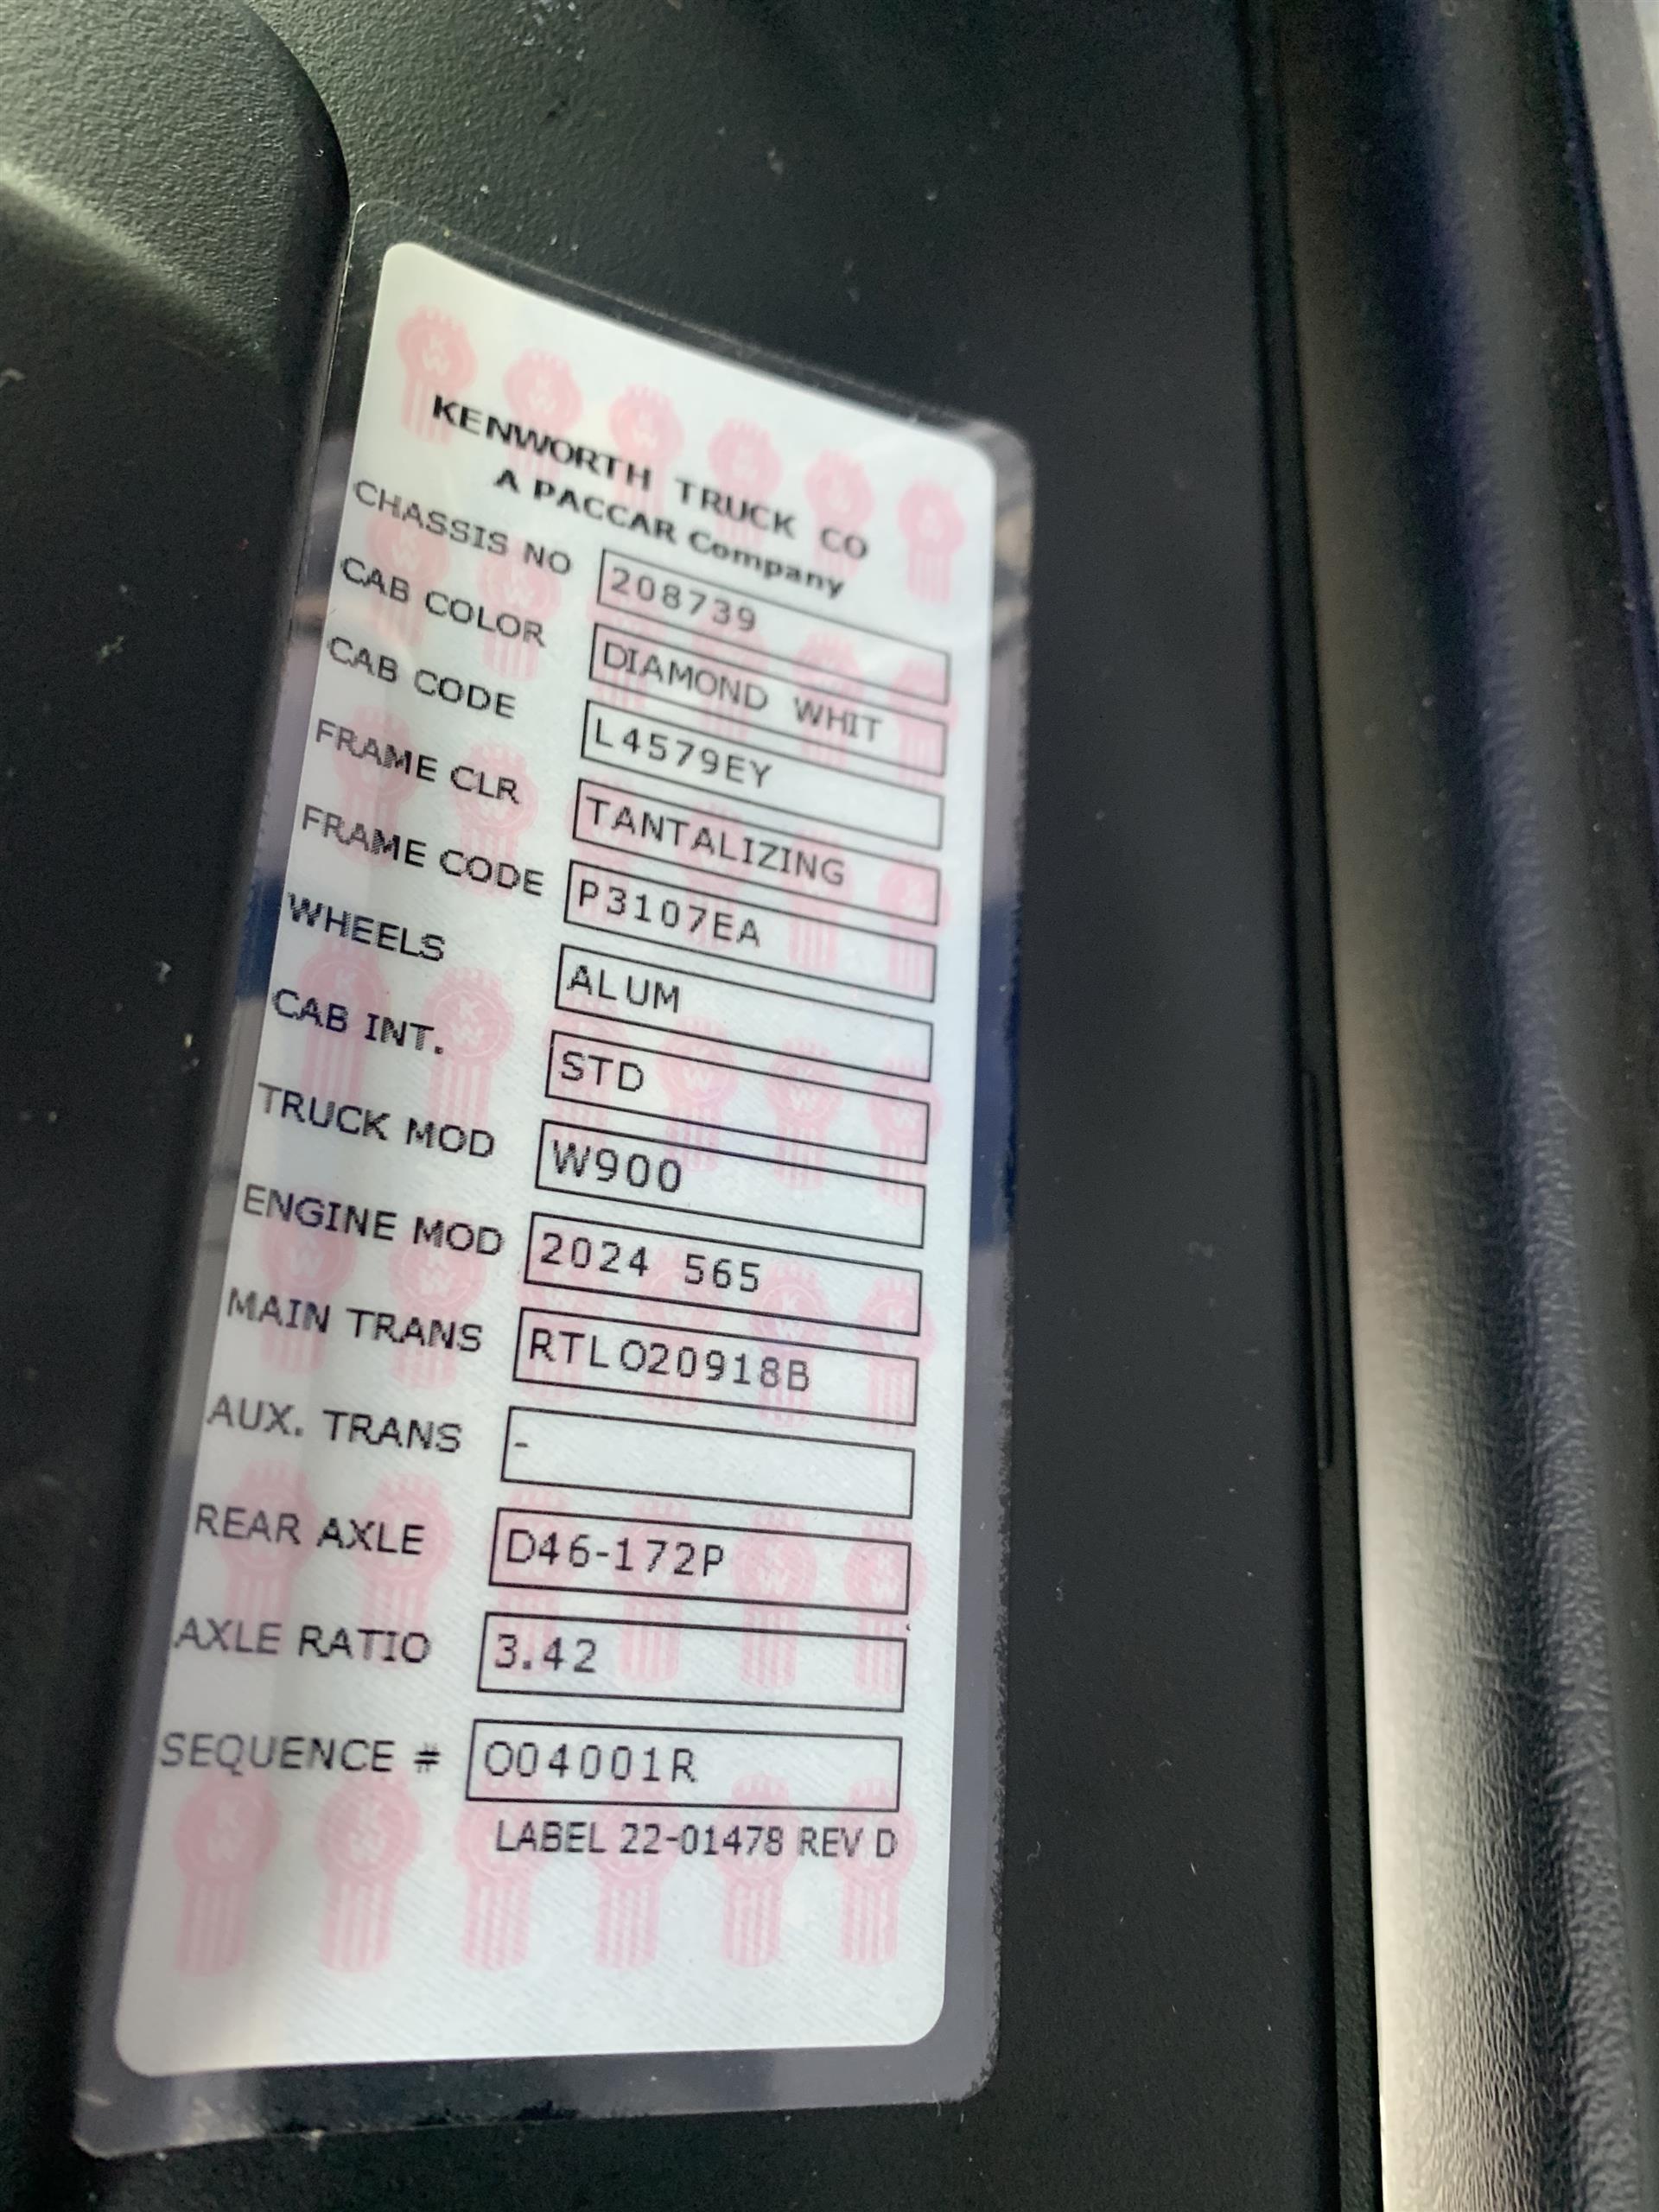 KENWORTH TRUCK CO
A PACCAR Company
CHASSIS NO 208739
CAB COLOR DIAMOND WHIT
CAB CODE L4579EY
FRAME CLR TANTALIZING
FRAME CODE P3107EA
WHEELS ALUM
CAB INT. STD
TRUCK MOD W900
ENGINE MOD 2024 565
MAIN TRANS RTLO20918B
AUX. TRANS -
REAR AXLE D46-172P
AXLE RATIO 3.42
SEQUENCE # O04001R
LABEL 22-01478 REV D